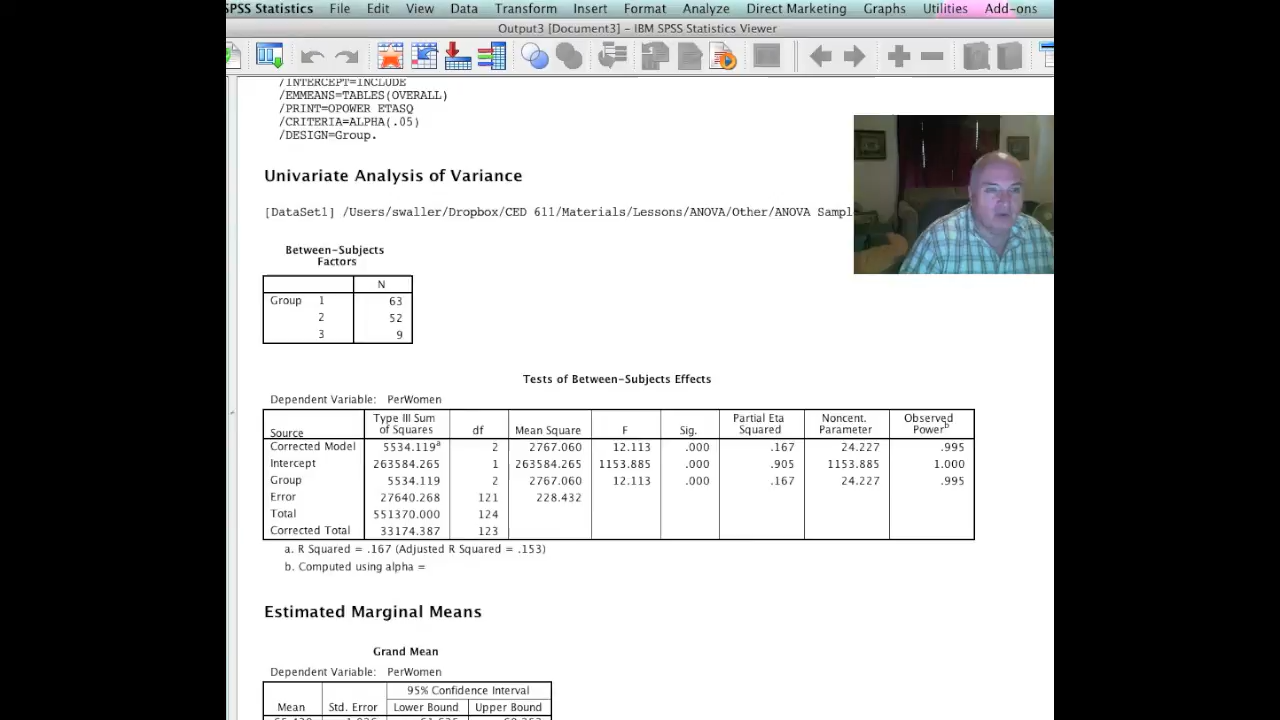 SPSS Statistics File Edit View Data Transform Insert Format Analyze Direct Marketing Graphs Utilities Add-ons
Output3 [Document3] - IBM SPSS Statistics Viewer
/INTERCEPT=INCLUDE
/EMMEANS=TABLES(OVERALL)
/PRINT=OPOWER ETASQ
/CRITERIA=ALPHA(.05)
/DESIGN=Group.
Univariate Analysis of Variance
[DataSet1] /Users/swaller/Dropbox/CED 611/Materials/Lessons/ANOVA/Other/ANOVA Sampl
Between-Subjects
Factors
N
Group 1 63
2 52
3 9
Tests of Between-Subjects Effects
Dependent Variable: PerWomen
Source Type III Sum of Squares df Mean Square F Sig. Partial Eta Squared Noncent. Parameter Observed Power b
Corrected Model 5534.119a 2 2767.060 12.113 .000 .167 24.227 .995
Intercept 263584.265 1 263584.265 1153.885 .000 .905 1153.885 1.000
Group 5534.119 2 2767.060 12.113 .000 .167 24.227 .995
Error 27640.268 121 228.432
Total 551370.000 124
Corrected Total 33174.387 123
a. R Squared = .167 (Adjusted R Squared = .153)
b. Computed using alpha =
Estimated Marginal Means
Grand Mean
Dependent Variable: PerWomen
95% Confidence Interval
Mean Std. Error Lower Bound Upper Bound